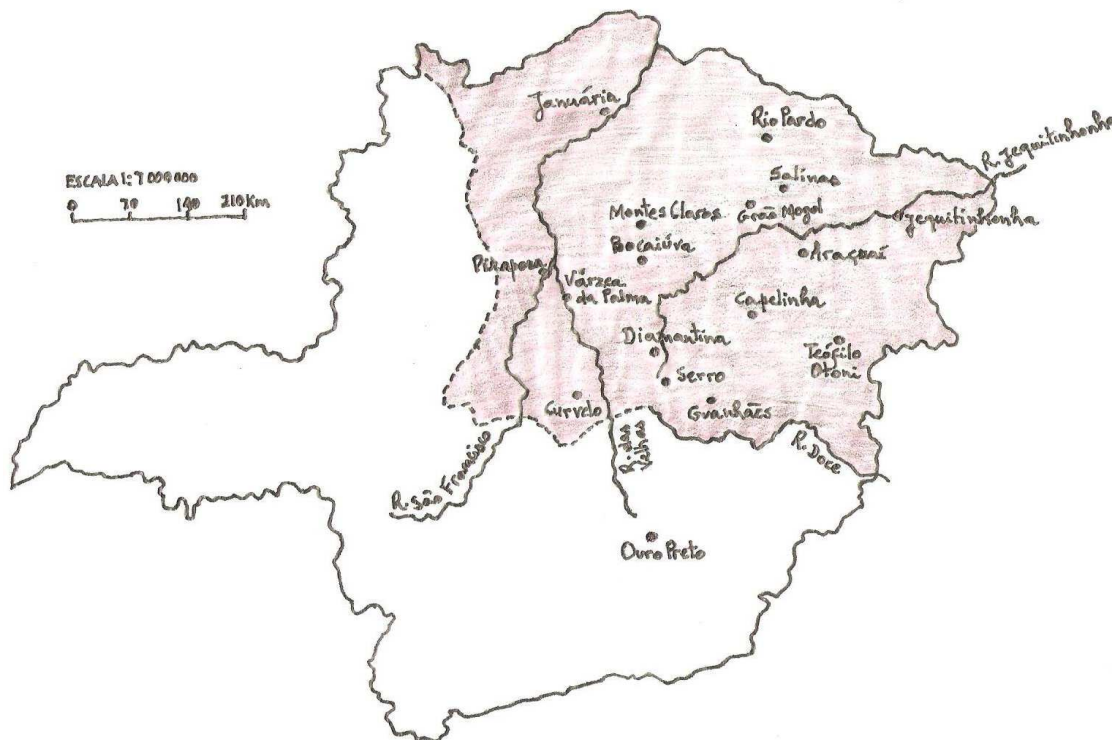 Januária
Rio Pardo
R. Jequitinhonha
ESCALA 1:7 000 000
0 70 140 210 Km
Salinas
Montes Claros
Grão Mogol
Jequitinhonha
Bocaiúva
Araçuaí
Pirapora
Várzea
da Palma
Capelinha
Diamantina
Teófilo
Otoni
Serro
Curvelo
Guanhães
R. das
Velhas
R. Doce
R. São Francisco
Ouro Preto